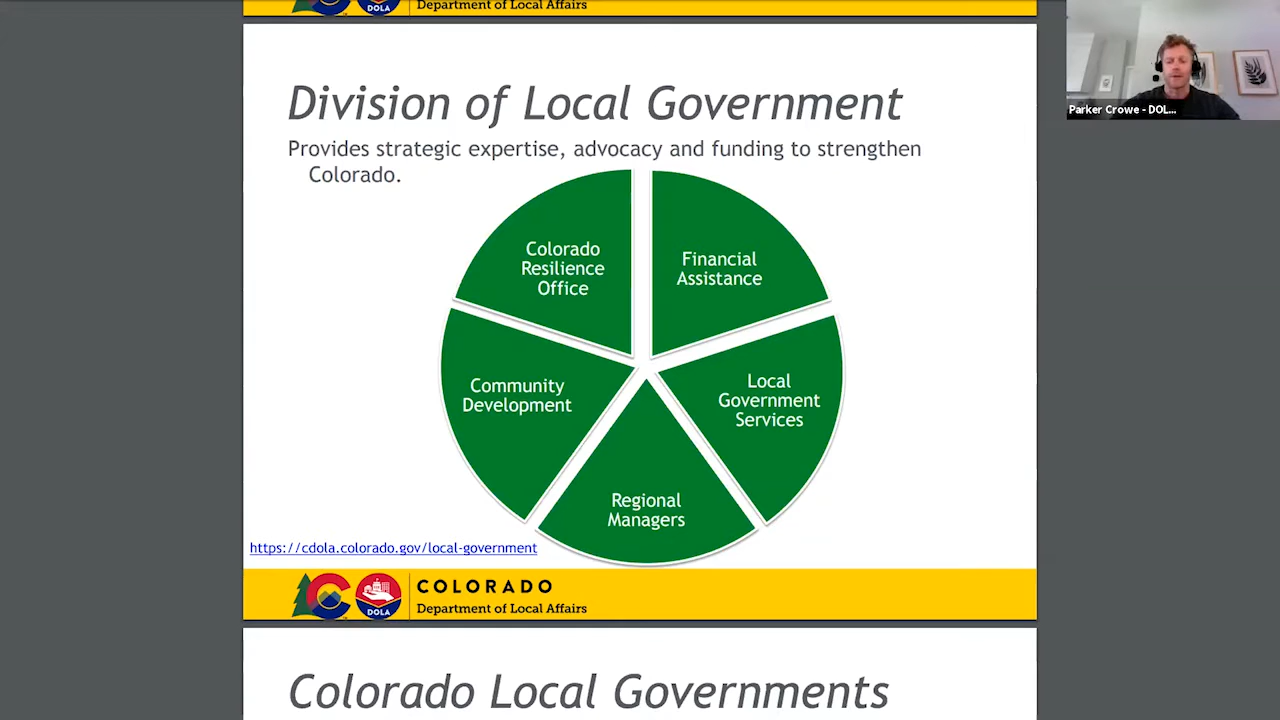 Department of Local Affairs
DOLA
Parker Crowe - DOL...
Division of Local Government
Provides strategic expertise, advocacy and funding to strengthen
Colorado.
Colorado
Resilience
Office
Financial
Assistance
Community
Development
Local
Government
Services
Regional
Managers
https://cdola.colorado.gov/local-government
DOLA
COLORADO
Department of Local Affairs
Colorado Local Governments